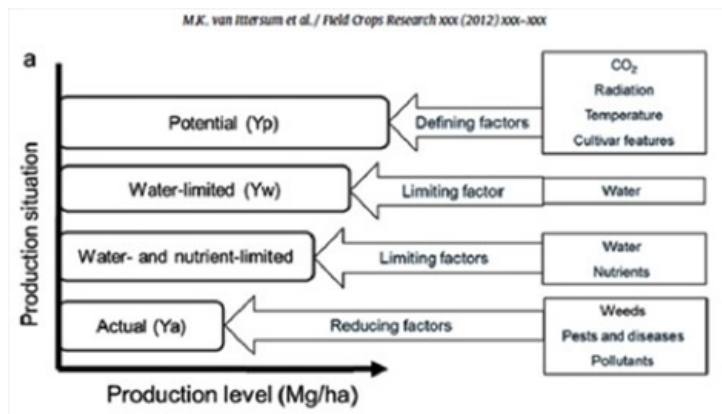 M.K. van Ittersum et al./ Field Crops Research xxx (2012) xxx–xxx
a
Production situation
Potential (Yp)
Defining factors
CO₂
Radiation
Temperature
Cultivar features
Water-limited (Yw)
Limiting factor
Water
Water- and nutrient-limited
Limiting factors
Water
Nutrients
Actual (Ya)
Reducing factors
Weeds
Pests and diseases
Pollutants
Production level (Mg/ha)